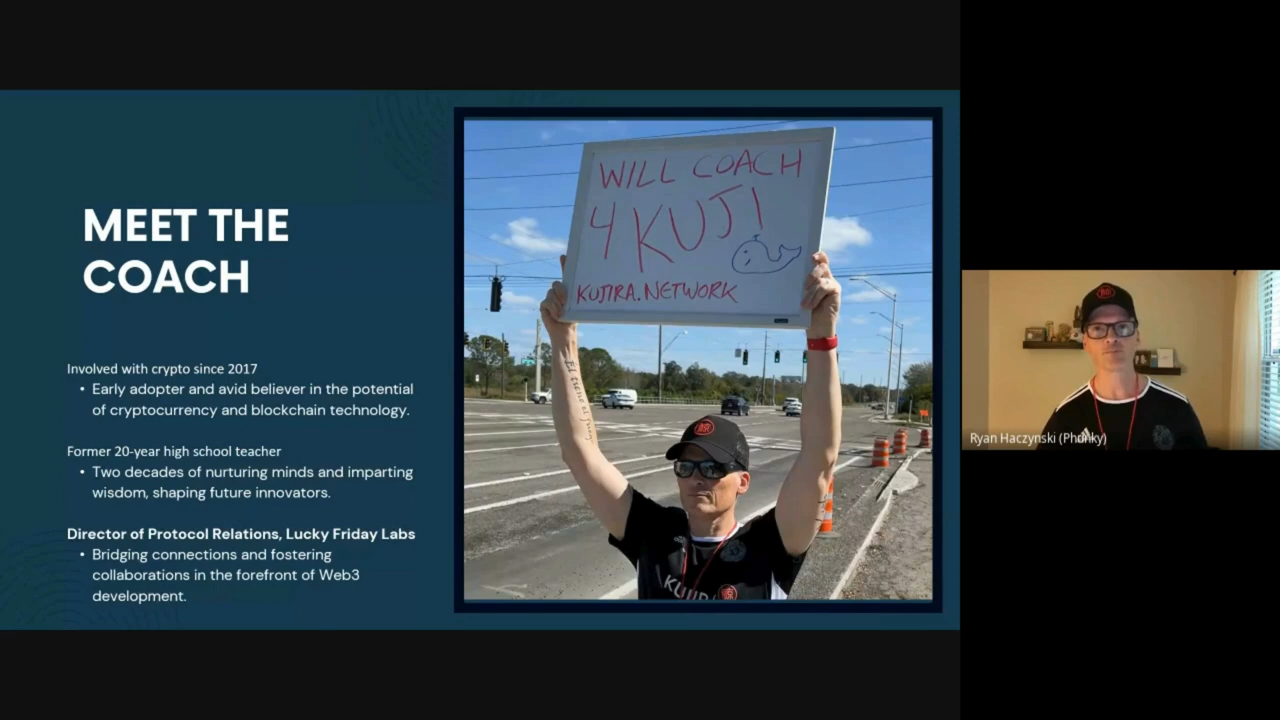 MEET THE
COACH
Involved with crypto since 2017
• Early adopter and avid believer in the potential
of cryptocurrency and blockchain technology.
Former 20-year high school teacher
• Two decades of nurturing minds and imparting
wisdom, shaping future innovators.
Director of Protocol Relations, Lucky Friday Labs
• Bridging connections and fostering
collaborations in the forefront of Web3
development.
WILL COACH
4 KUJI
KUJIRA.NETWORK
Ryan Haczynski (Phunky)